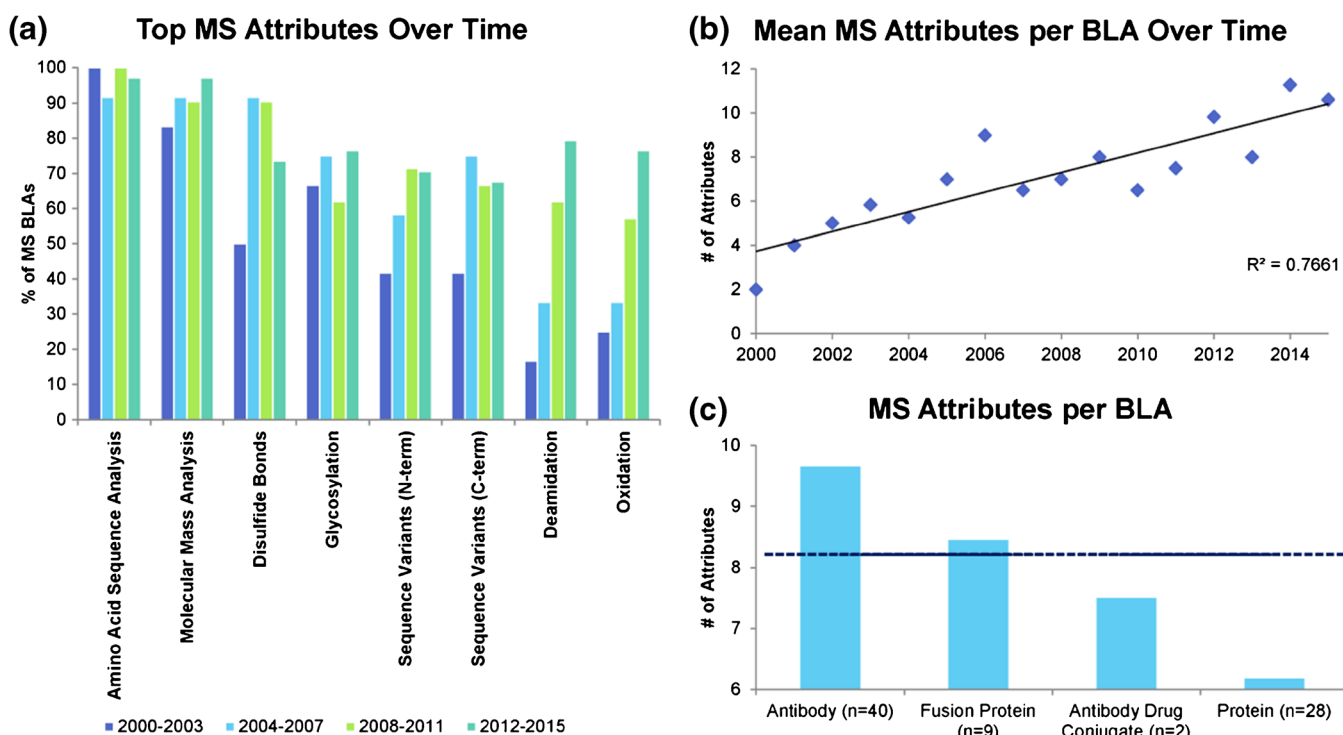 (a) Top MS Attributes Over Time
% of MS BLAs
100
90
80
70
60
50
40
30
20
10
0
Amino Acid Sequence Analysis
Molecular Mass Analysis
Disulfide Bonds
Glycosylation
Sequence Variants (N-term)
Sequence Variants (C-term)
Deamidation
Oxidation
2000-2003 2004-2007 2008-2011 2012-2015
(b) Mean MS Attributes per BLA Over Time
# of Attributes
12
10
8
6
4
2
0
R² = 0.7661
2000 2002 2004 2006 2008 2010 2012 2014
(c) MS Attributes per BLA
# of Attributes
10
9
8
7
6
Antibody (n=40)
Fusion Protein
(n=9)
Antibody Drug
Conjugate (n=2)
Protein (n=28)